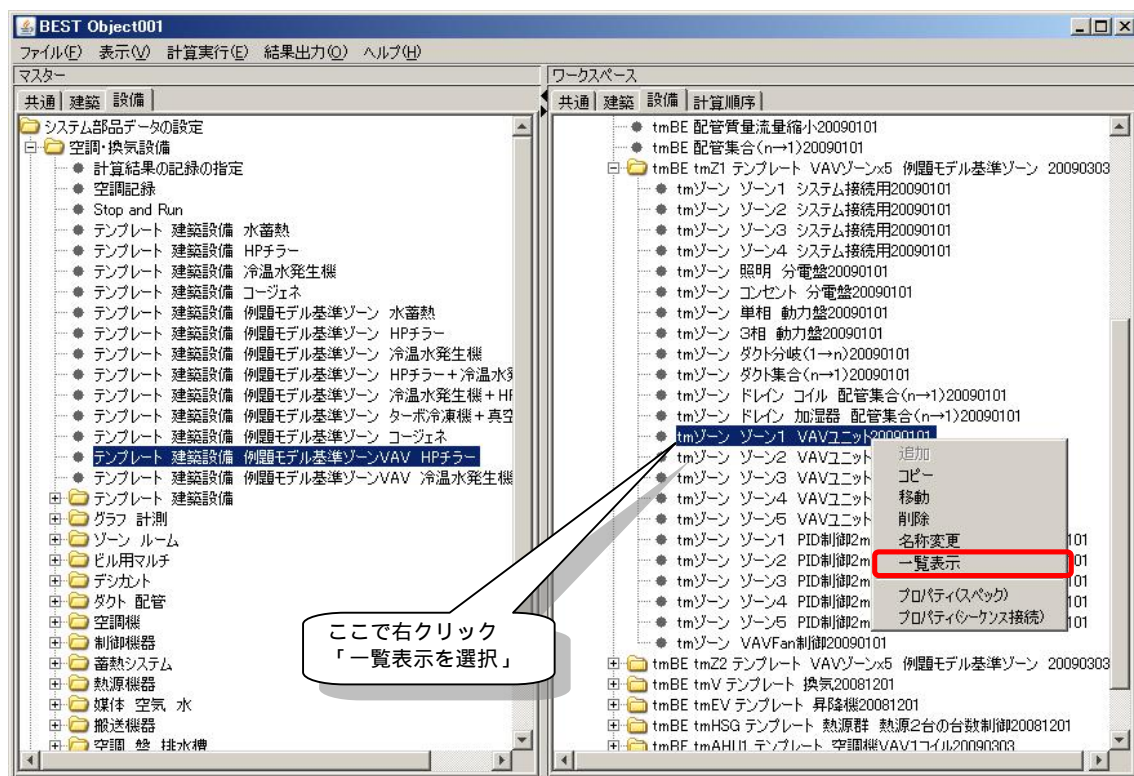 BEST Object001
ファイル(F) 表示(V) 計算実行(E) 結果出力(O) ヘルプ(H)
マスター
共通 建築 設備
システム部品データの設定
空調・換気設備
計算結果の記録の指定
空調記録
Stop and Run
テンプレート 建築設備 水蓄熱
テンプレート 建築設備 HPチラー
テンプレート 建築設備 冷温水発生機
テンプレート 建築設備 コージェネ
テンプレート 建築設備 例題モデル基準ゾーン 水蓄熱
テンプレート 建築設備 例題モデル基準ゾーン HPチラー
テンプレート 建築設備 例題モデル基準ゾーン 冷温水発生機
テンプレート 建築設備 例題モデル基準ゾーン HPチラー+冷温水
テンプレート 建築設備 例題モデル基準ゾーン 冷温水発生機+H
テンプレート 建築設備 例題モデル基準ゾーン ターボ冷凍機+真空
テンプレート 建築設備 例題モデル基準ゾーン コージェネ
テンプレート 建築設備 例題モデル基準ゾーンVAV HPチラー
テンプレート 建築設備 例題モデル基準ゾーンVAV 冷温水発生機
テンプレート 建築設備
グラフ 計測
ゾーン ルーム
ビル用マルチ
デシカント
ダクト 配管
空調機
制御機器
蓄熱システム
熱源機器
媒体 空気 水
搬送機器
空調 盤 排水槽
ワークスペース
共通 建築 設備 計算順序
tmBE 配管質量流量縮小20090101
tmBE 配管集合(n→1)20090101
tmBE tmZ1 テンプレート VAVゾーンx5 例題モデル基準ゾーン 20090303
tmゾーン ゾーン1 システム接続用20090101
tmゾーン ゾーン2 システム接続用20090101
tmゾーン ゾーン3 システム接続用20090101
tmゾーン ゾーン4 システム接続用20090101
tmゾーン 照明 分電盤20090101
tmゾーン コンセント 分電盤20090101
tmゾーン 単相 動力盤20090101
tmゾーン 3相 動力盤20090101
tmゾーン ダクト分岐(1→n)20090101
tmゾーン ダクト集合(n→1)20090101
tmゾーン ドレイン コイル 配管集合(n→1)20090101
tmゾーン ドレイン 加湿器 配管集合(n→1)20090101
tmゾーン ゾーン1 VAVユニット20090101
tmゾーン ゾーン2 VAVユニット
tmゾーン ゾーン3 VAVユニット
tmゾーン ゾーン4 VAVユニット
tmゾーン ゾーン5 VAVユニット
tmゾーン ゾーン1 PID制御2m 101
tmゾーン ゾーン2 PID制御2m 01
tmゾーン ゾーン3 PID制御2m 101
tmゾーン ゾーン4 PID制御2m 101
tmゾーン ゾーン5 PID制御2m 101
tmゾーン VAVFan制御20090101
tmBE tmZ2 テンプレート VAVゾーンx5 例題モデル基準ゾーン 20090303
tmBE tmV テンプレート 換気20081201
tmBE tmEV テンプレート 昇降機20081201
tmBE tmHSG テンプレート 熱源群 熱源2台の台数制御20081201
tmBE tmAHU1 テンプレート 空調機VAV1コイル20090303
追加
コピー
移動
削除
名称変更
一覧表示
プロパティ(スペック)
プロパティ(シーケンス接続)
ここで右クリック
「一覧表示を選択」